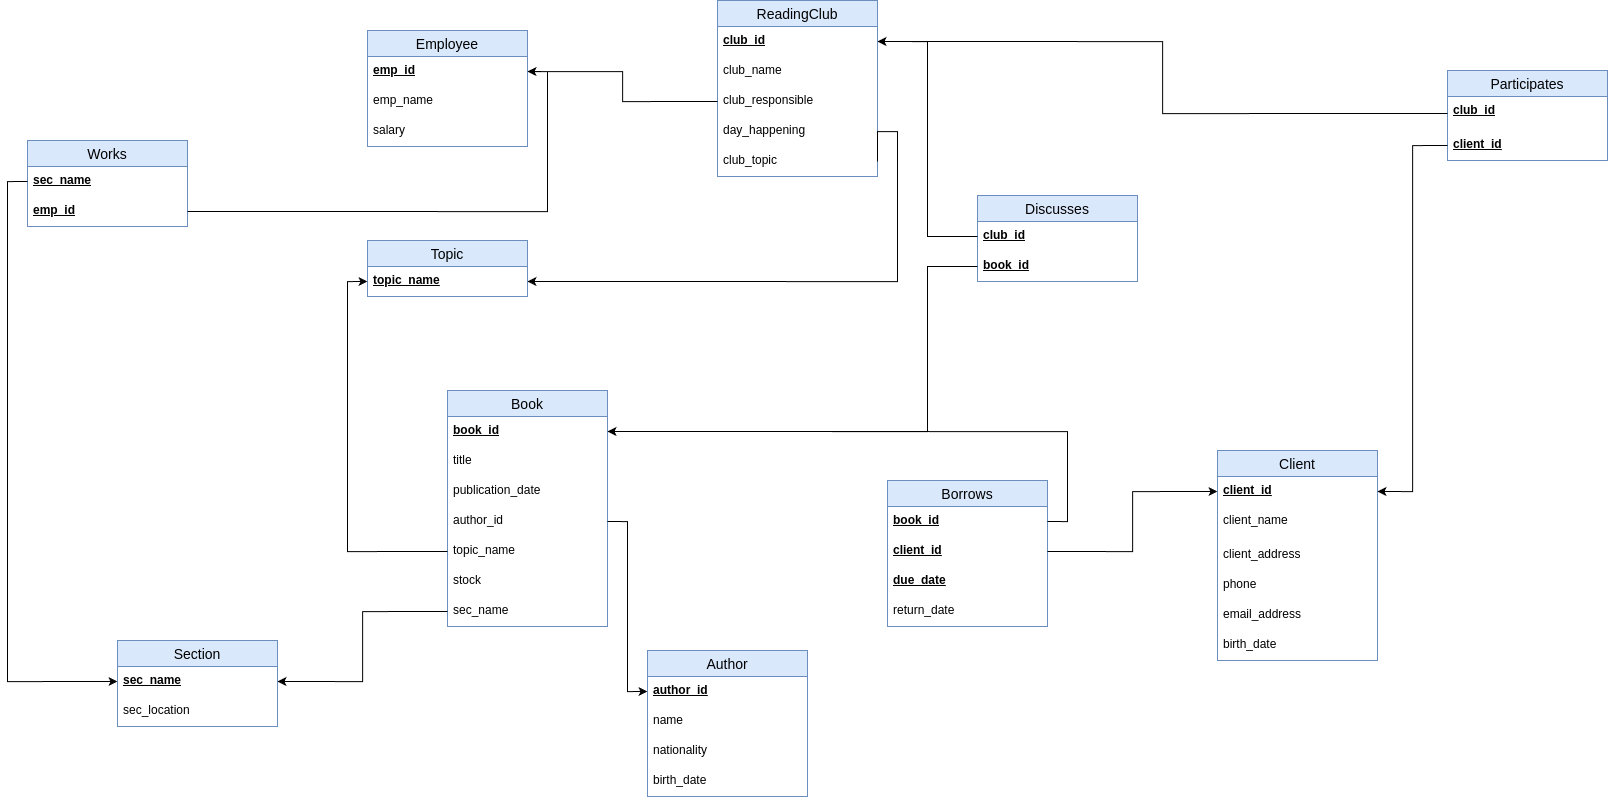 ReadingClub
club_id
club_name
club_responsible
day_happening
club_topic
Employee
emp_id
emp_name
salary
Participates
club_id
client_id
Works
sec_name
emp_id
Discusses
club_id
book_id
Topic
topic_name
Book
book_id
title
publication_date
author_id
topic_name
stock
sec_name
Borrows
book_id
client_id
due_date
return_date
Client
client_id
client_name
client_address
phone
email_address
birth_date
Section
sec_name
sec_location
Author
author_id
name
nationality
birth_date